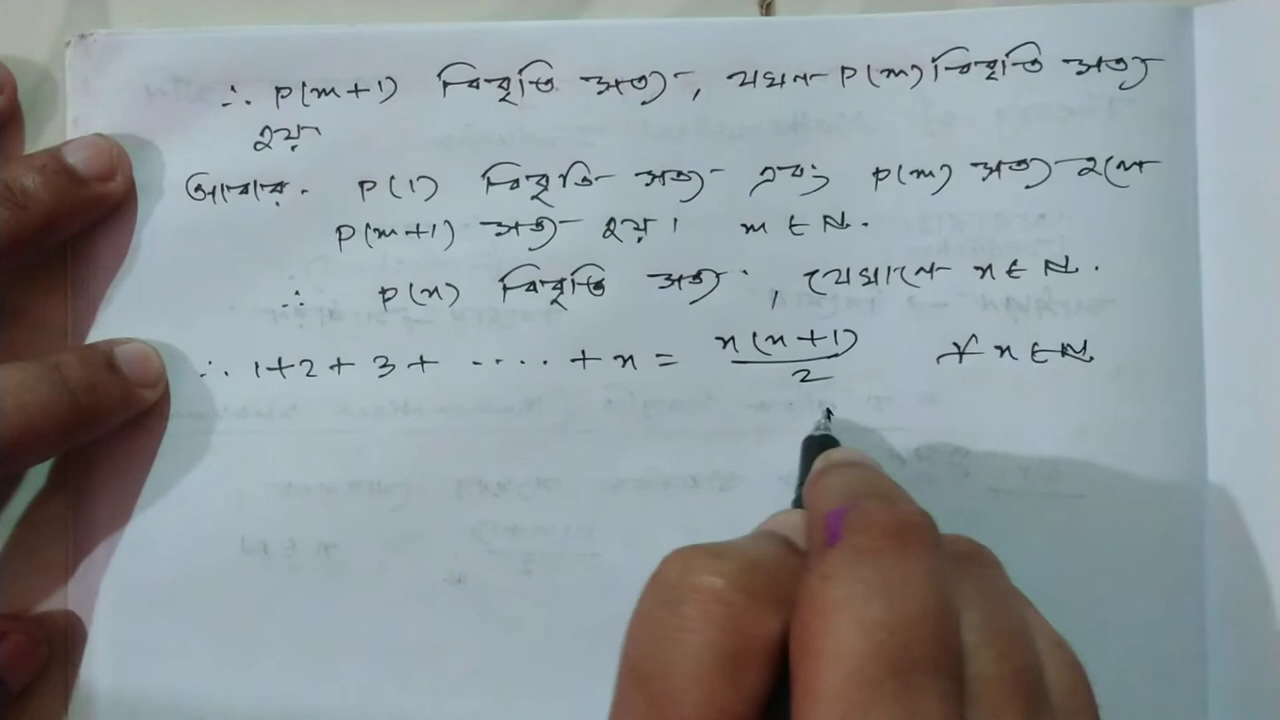 ∴ P(m+1) বিবৃতি সত্য, যখন P(m) বিবৃতি সত্য
হয়
আবার. P(1) বিবৃতি সত্য এবং P(m) সত্য হলে
P(m+1) সত্য হয়। m ∈ N.
∴ P(n) বিবৃতি সত্য, যেখানে n ∈ N.
∴ 1+2+3+ ..... +n = n(n+1)/2 ∀ n ∈ N